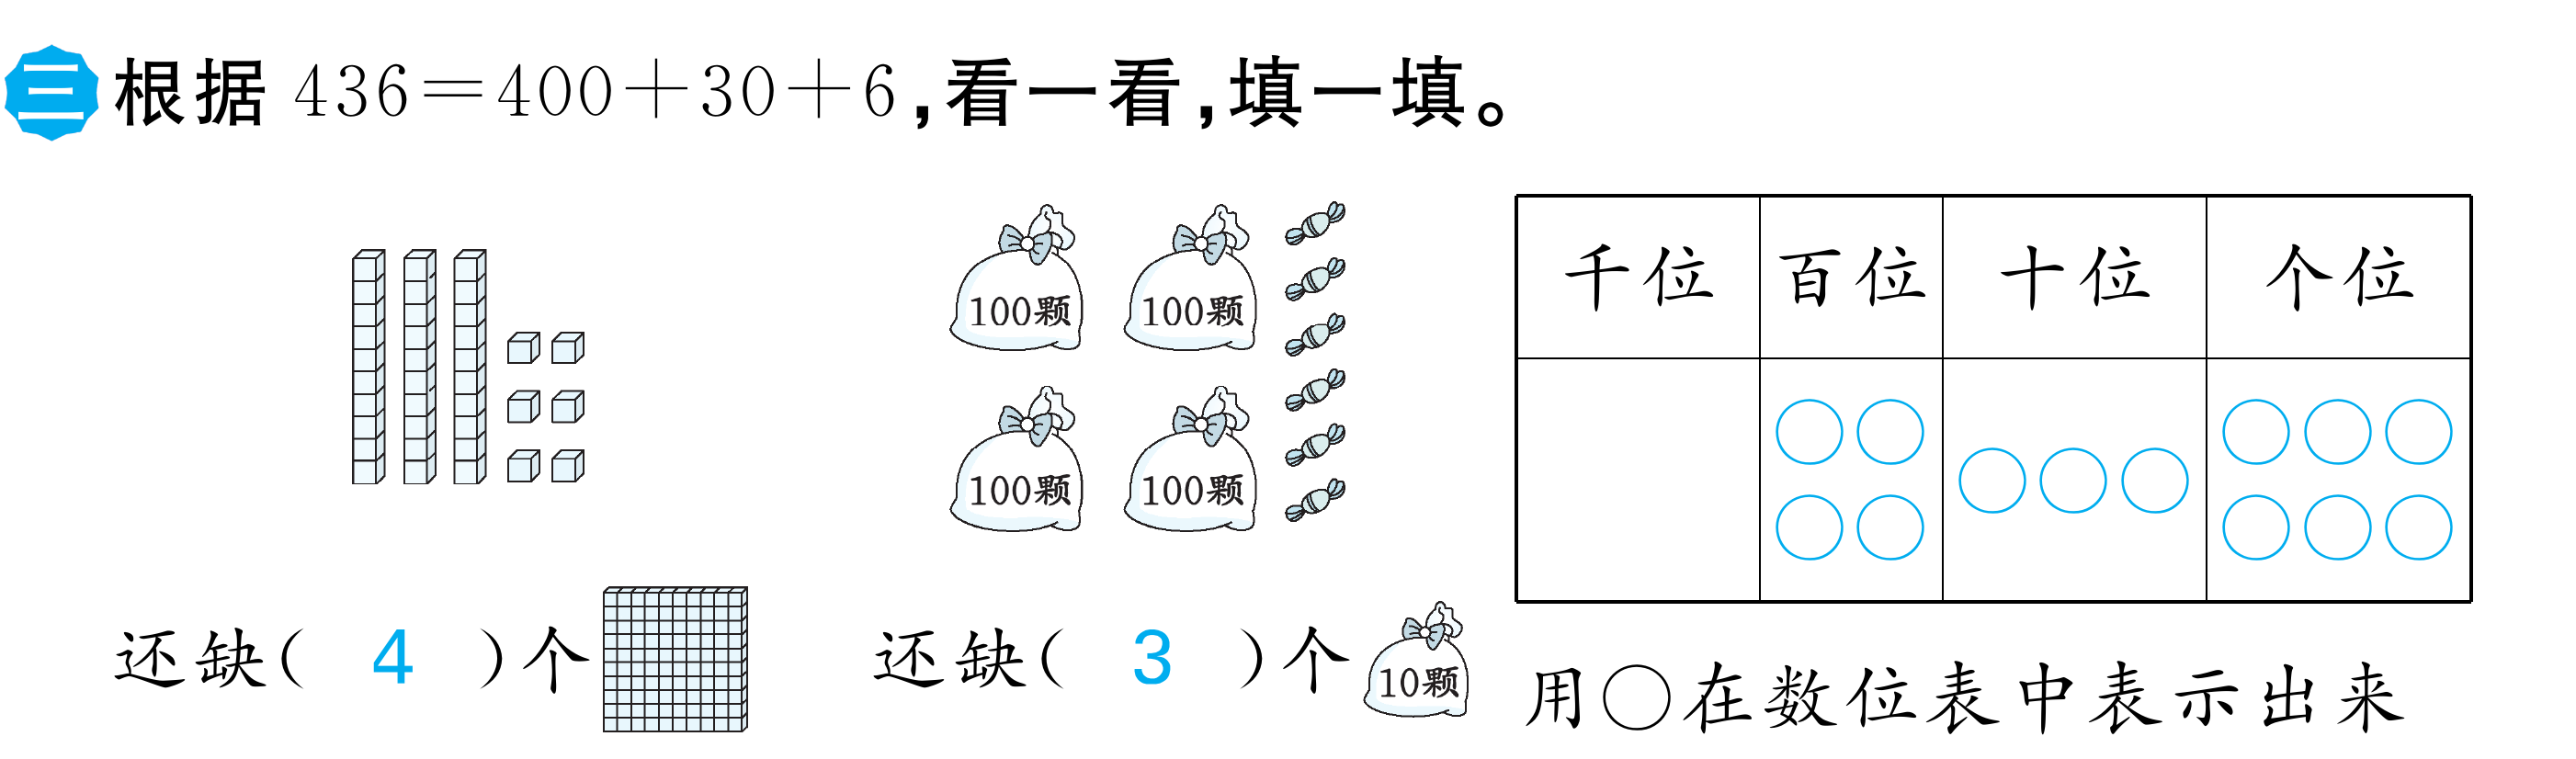 三 根据 436=400+30+6,看一看,填一填。
100颗 100颗
100颗 100颗
千位 百位 十位 个位
还缺( 4 )个
还缺( 3 )个 10颗
用○在数位表中表示出来